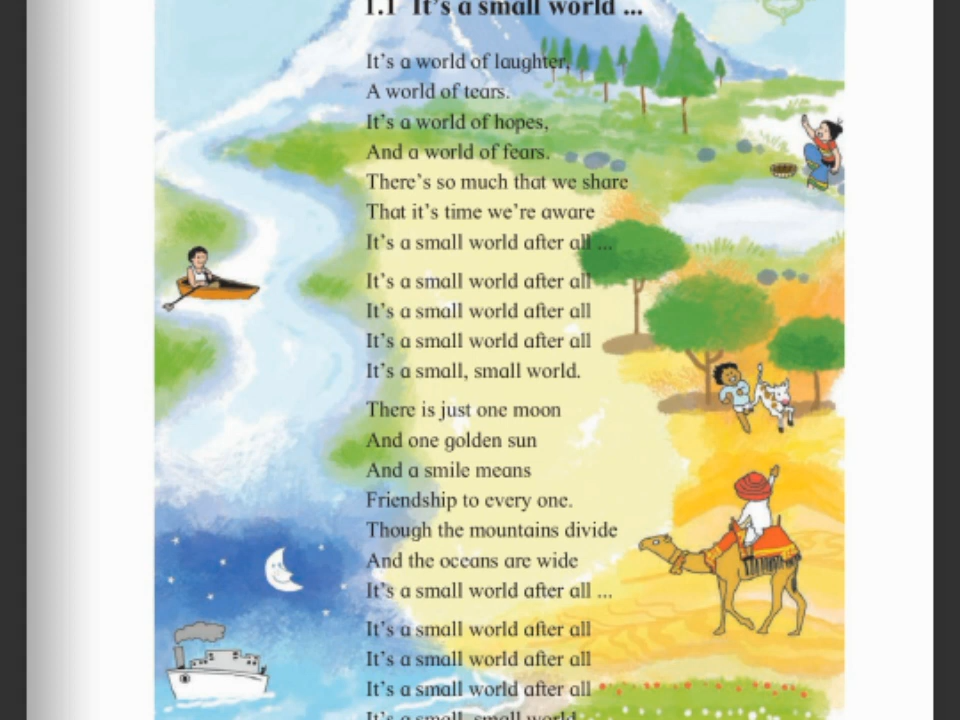 1.1 It's a small world ...
It's a world of laughter,
A world of tears.
It's a world of hopes,
And a world of fears.
There's so much that we share
That it's time we're aware
It's a small world after all ...
It's a small world after all
It's a small world after all
It's a small world after all
It's a small, small world.
There is just one moon
And one golden sun
And a smile means
Friendship to every one.
Though the mountains divide
And the oceans are wide
It's a small world after all ...
It's a small world after all
It's a small world after all
It's a small world after all
It's a small, small world